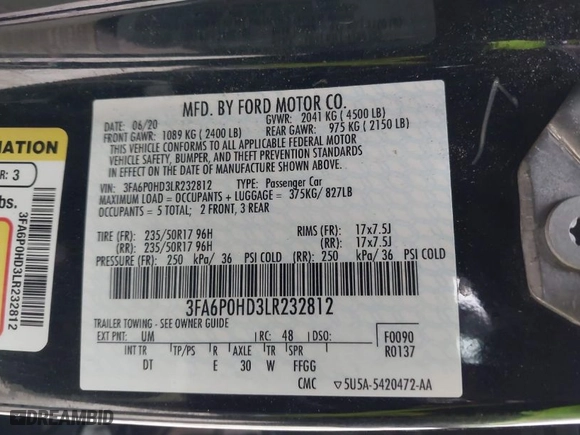 MFD. BY FORD MOTOR CO.
DATE: 06/20 GVWR: 2041 KG ( 4500 LB)
FRONT GAWR: 1089 KG ( 2400 LB) REAR GAWR: 975 KG ( 2150 LB)
THIS VEHICLE CONFORMS TO ALL APPLICABLE FEDERAL MOTOR
VEHICLE SAFETY, BUMPER, AND THEFT PREVENTION STANDARDS
IN EFFECT ON THE DATE OF MANUFACTURE SHOWN ABOVE.
VIN: 3FA6P0HD3LR232812 TYPE: Passenger Car
MAXIMUM LOAD = OCCUPANTS + LUGGAGE = 375KG/ 827LB
OCCUPANTS = 5 TOTAL; 2 FRONT, 3 REAR
TIRE (FR): 235/50R17 96H RIMS (FR): 17x7.5J
(RR): 235/50R17 96H (RR): 17x7.5J
PRESSURE (FR): 250 kPa/ 36 PSI COLD (RR): 250 kPa/36 PSI COLD
3FA6P0HD3LR232812
TRAILER TOWING - SEE OWNER GUIDE
EXT PNT: UM RC: 48 DSO: F0090
R0137
INT TR TP/PS R AXLE TR SPR
DT E 30 W FFGG
CMC ▽5U5A-5420472-AA
MATION
R: 3
lbs.
3FA6P0HD3LR232812
DREAMBID